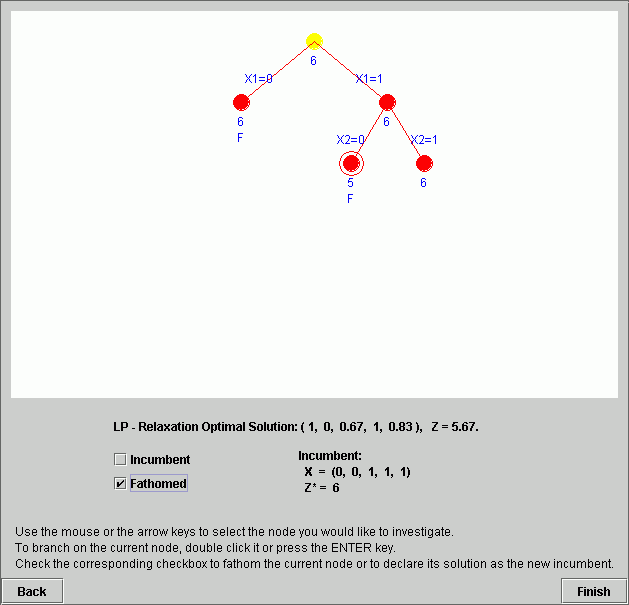 6
X1=0 X1=1
6 6
F
X2=0 X2=1
5 6
F
LP - Relaxation Optimal Solution: ( 1, 0, 0.67, 1, 0.83 ), Z = 5.67.
Incumbent
Fathomed
Incumbent:
X = (0, 0, 1, 1, 1)
Z* = 6
Use the mouse or the arrow keys to select the node you would like to investigate.
To branch on the current node, double click it or press the ENTER key.
Check the corresponding checkbox to fathom the current node or to declare its solution as the new incumbent.
Back Finish